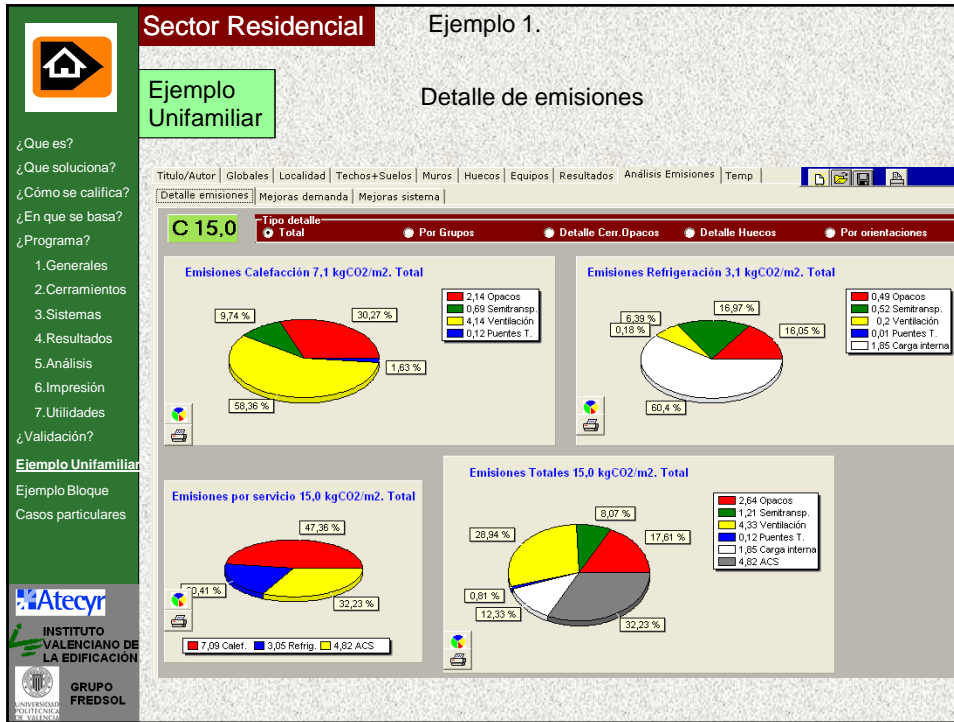 Sector Residencial
Ejemplo 1.
Ejemplo
Unifamiliar
Detalle de emisiones
¿Que es?
¿Que soluciona?
¿Cómo se califica?
¿En que se basa?
¿Programa?
1.Generales
2.Cerramientos
3.Sistemas
4.Resultados
5.Análisis
6.Impresión
7.Utilidades
¿Validación?
Ejemplo Unifamiliar
Ejemplo Bloque
Casos particulares
Atecyr
INSTITUTO
VALENCIANO DE
LA EDIFICACIÓN
UNIVERSIDAD
POLITECNICA
DE VALENCIA
GRUPO
FREDSOL
Titulo/Autor Globales Localidad Techos+Suelos Muros Huecos Equipos Resultados Análisis Emisiones Temp
Detalle emisiones Mejoras demanda Mejoras sistema
C 15,0
Tipo detalle
Total Por Grupos Detalle Cerr.Opacos Detalle Huecos Por orientaciones
Emisiones Calefacción 7,1 kgCO2/m2. Total
9,74 %
30,27 %
1,63 %
58,36 %
2,14 Opacos
0,69 Semitransp.
4,14 Ventilación
0,12 Puentes T.
Emisiones Refrigeración 3,1 kgCO2/m2. Total
16,97 %
6,39 %
0,18 %
16,05 %
60,4 %
0,49 Opacos
0,52 Semitransp.
0,2 Ventilación
0,01 Puentes T.
1,85 Carga interna
Emisiones por servicio 15,0 kgCO2/m2. Total
47,36 %
0,41 %
32,23 %
7,09 Calef. 3,05 Refrig. 4,82 ACS
Emisiones Totales 15,0 kgCO2/m2. Total
8,07 %
28,94 %
17,61 %
0,81 %
12,33 %
32,23 %
2,64 Opacos
1,21 Semitransp.
4,33 Ventilación
0,12 Puentes T.
1,85 Carga interna
4,82 ACS